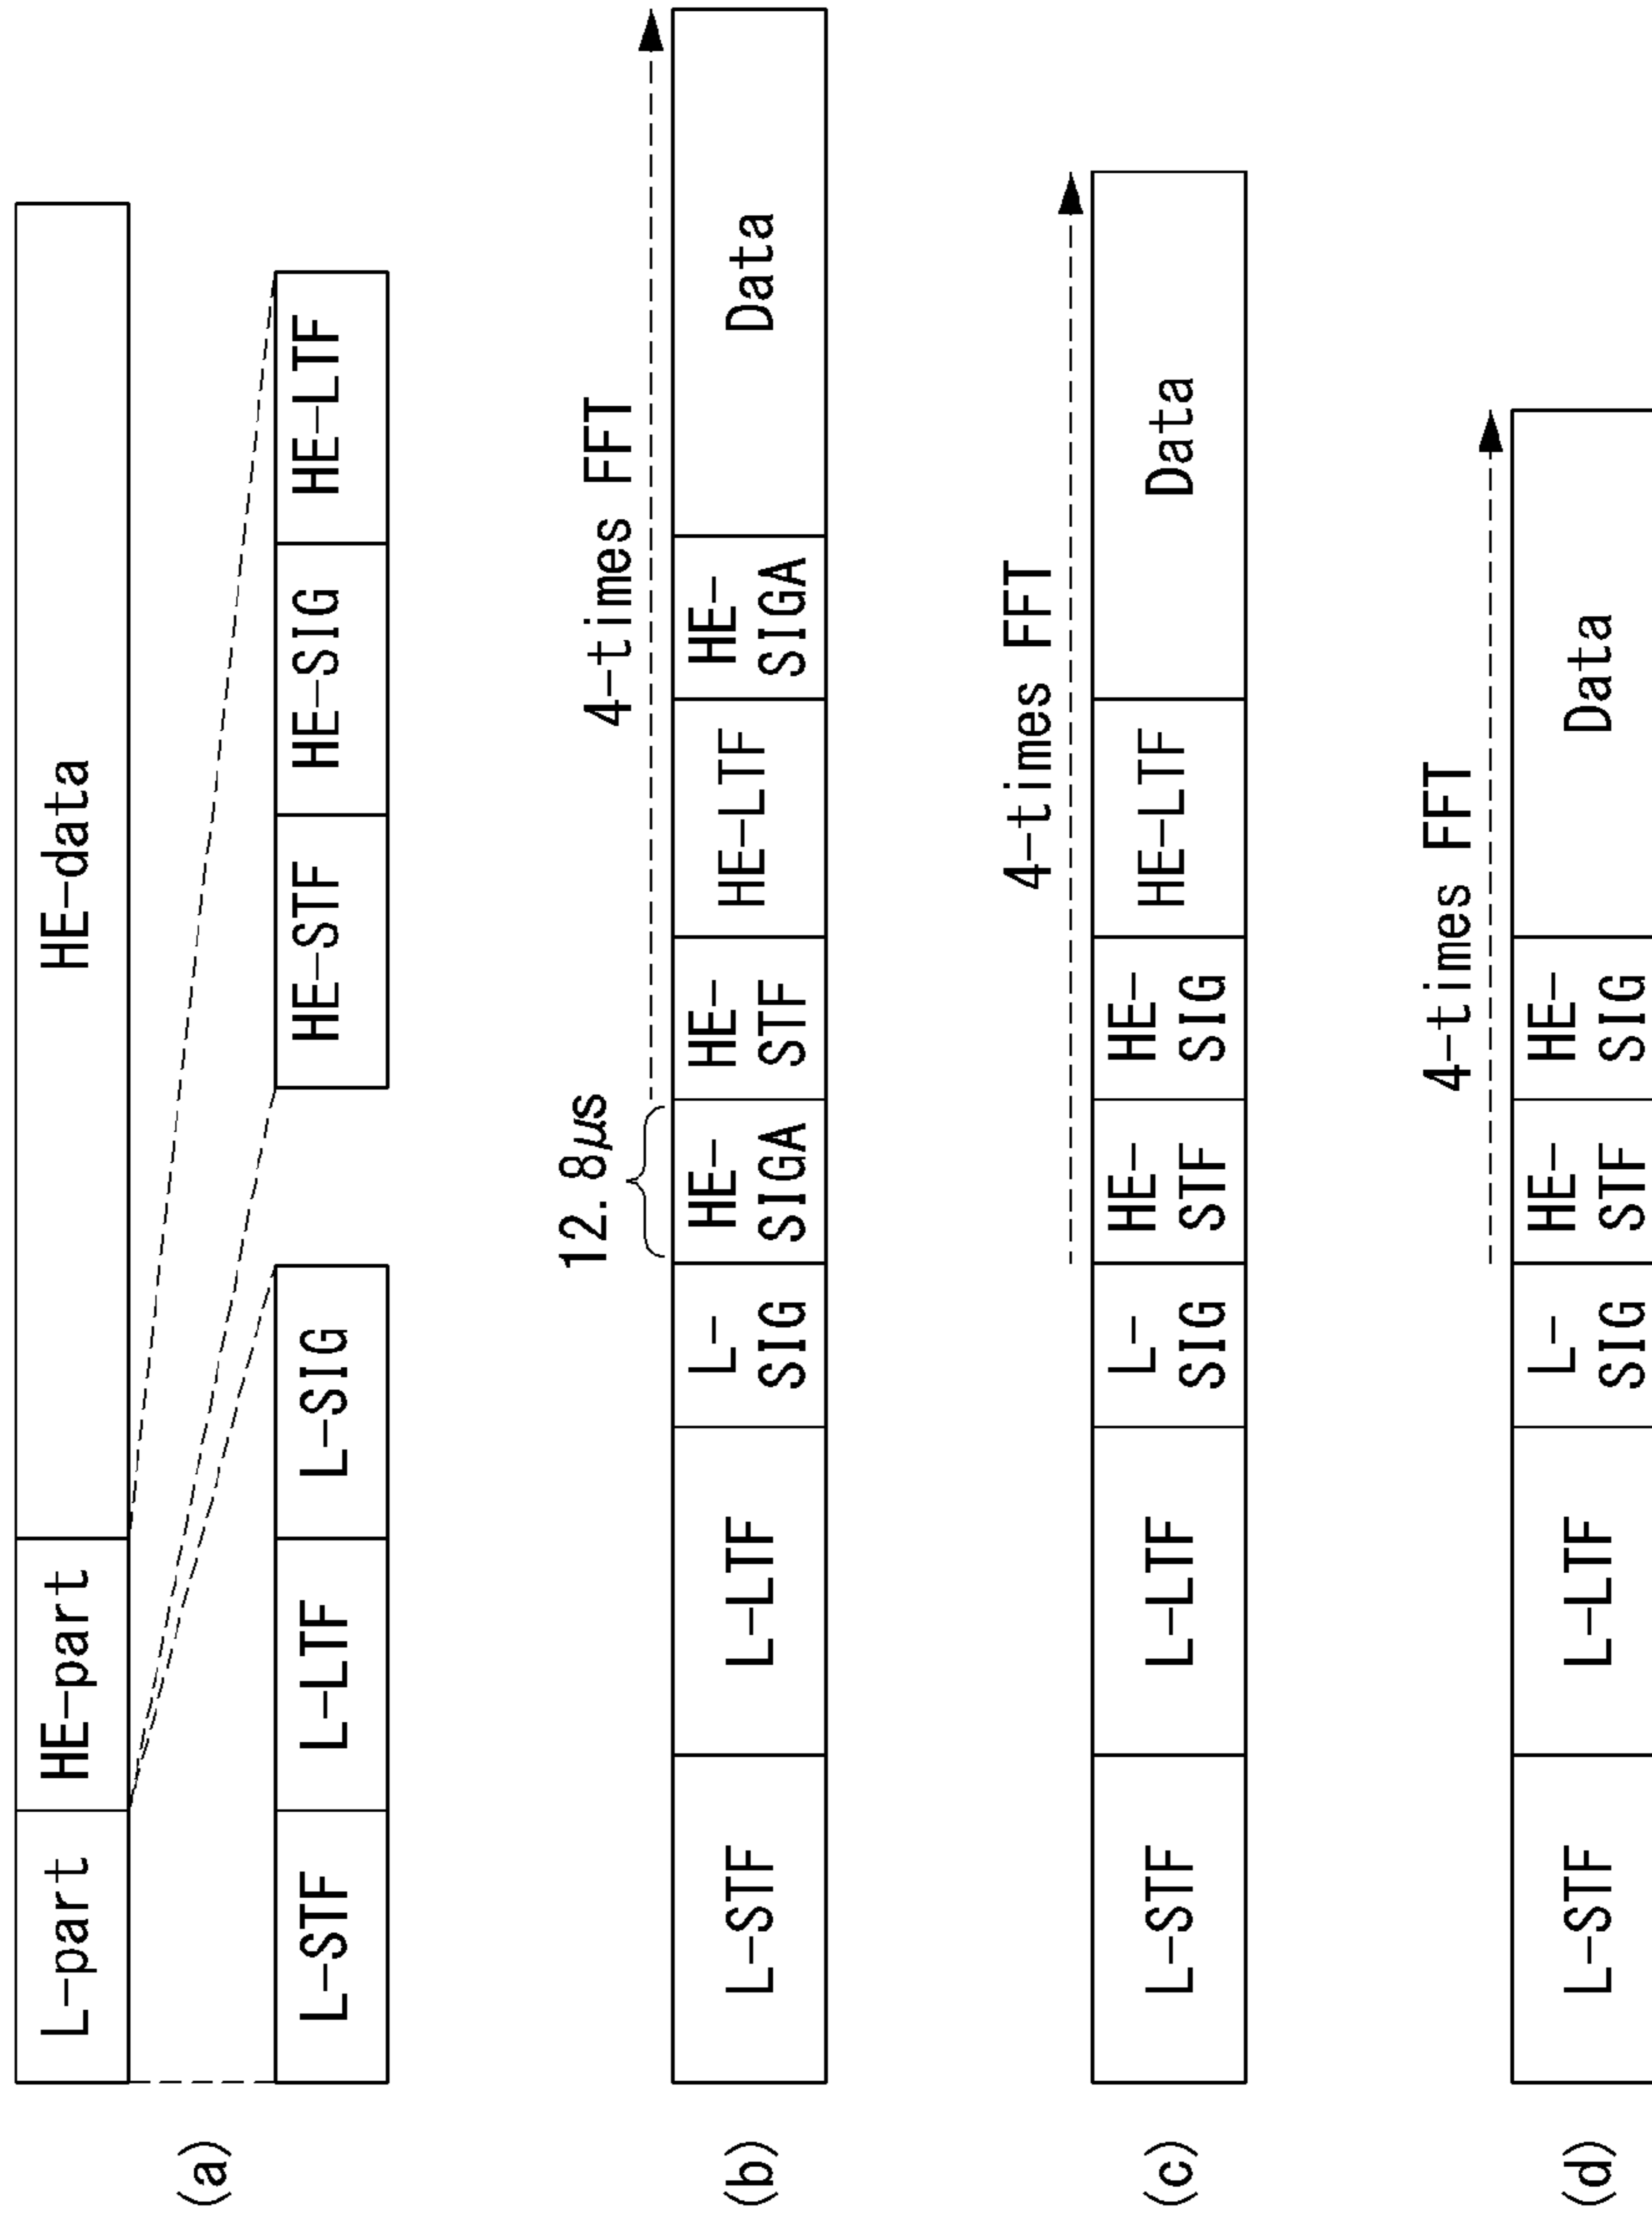 (a)
L-part HE-part HE-data
L-STF L-LTF L-SIG HE-STF HE-SIG HE-LTF
12.8μs 4-times FFT
(b)
L-STF L-LTF L-
SIG HE-
SIGA HE-
STF HE-LTF HE-
SIGA Data
4-times FFT
(c)
L-STF L-LTF L-
SIG HE-
STF HE-
SIG HE-LTF Data
4-times FFT
(d)
L-STF L-LTF L-
SIG HE-
STF HE-
SIG Data